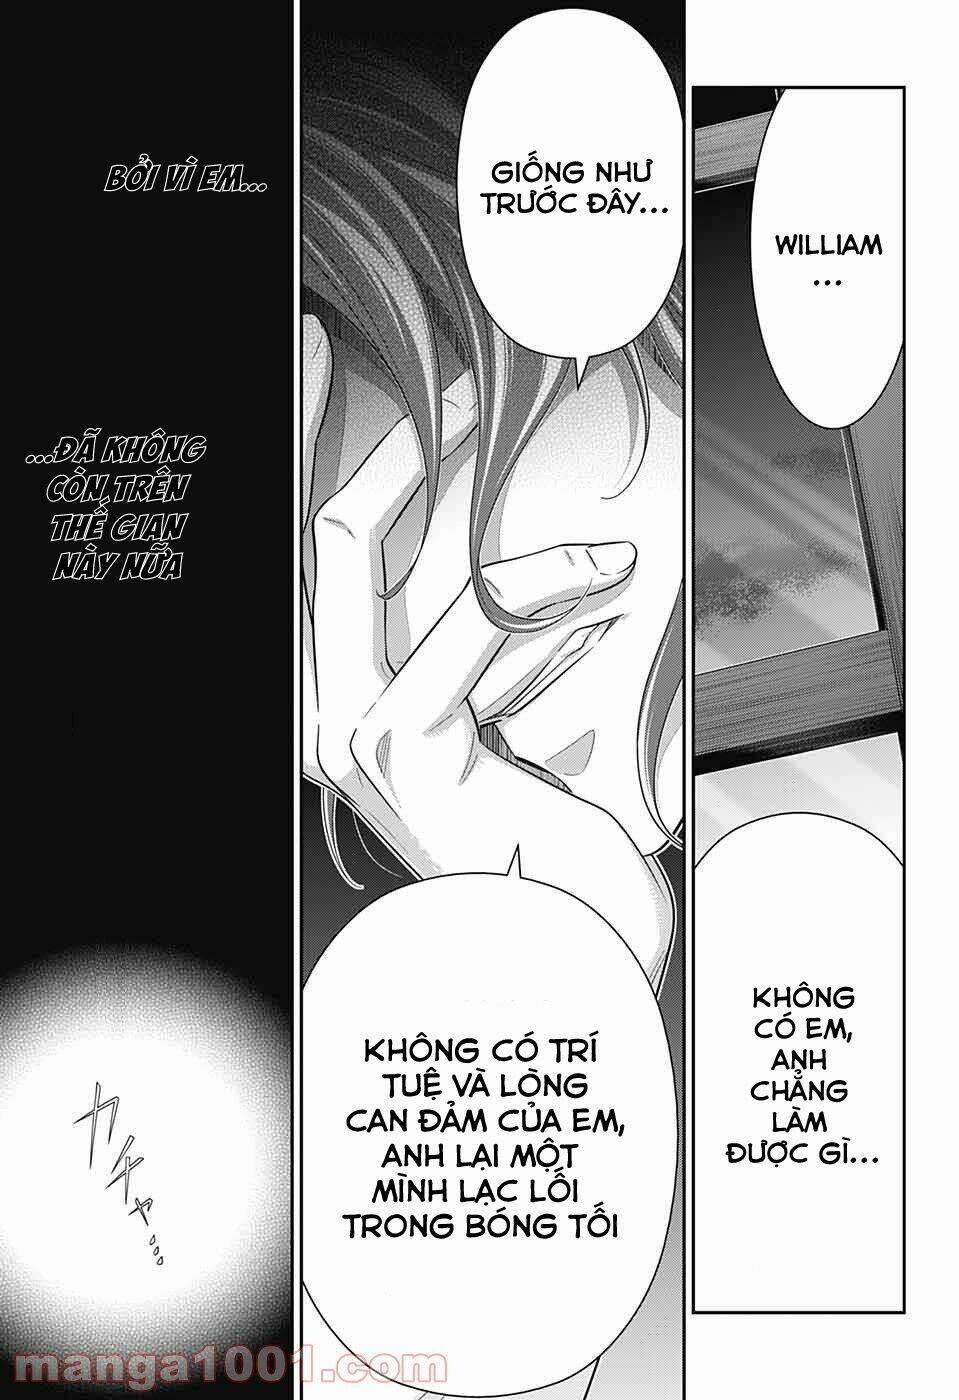 WILLIAM
...
KHÔNG
CÓ EM,
ANH
CHẲNG
LÀM
ĐƯỢC GÌ...
GIỐNG NHƯ
TRƯỚC ĐÂY...
KHÔNG CÓ TRÍ
TUỆ VÀ LÒNG
CAN ĐẢM CỦA EM,
ANH LẠI MỘT
MÌNH LẠC LỐI
TRONG BÓNG TỐI
BỞI VÌ EM...
...ĐÃ KHÔNG
CÒN TRÊN
THẾ GIAN
NÀY NỮA
カチャ…
manga1001.com